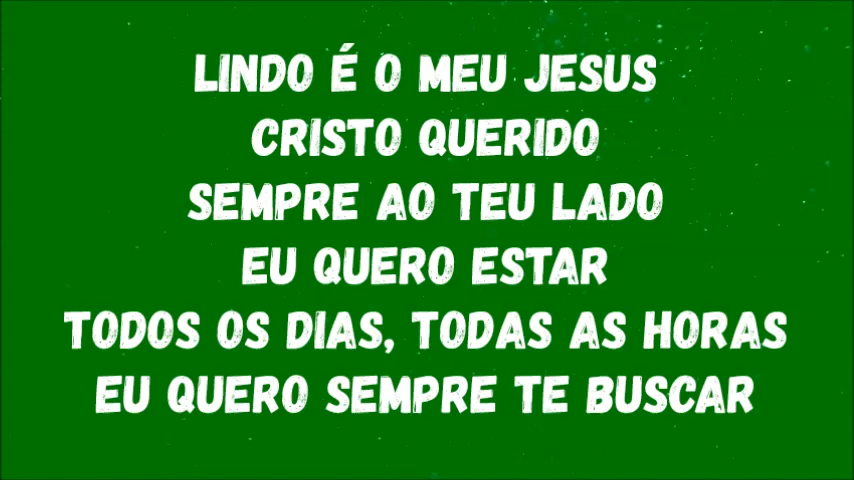 LINDO É O MEU JESUS
CRISTO QUERIDO
SEMPRE AO TEU LADO
EU QUERO ESTAR
TODOS OS DIAS, TODAS AS HORAS
EU QUERO SEMPRE TE BUSCAR